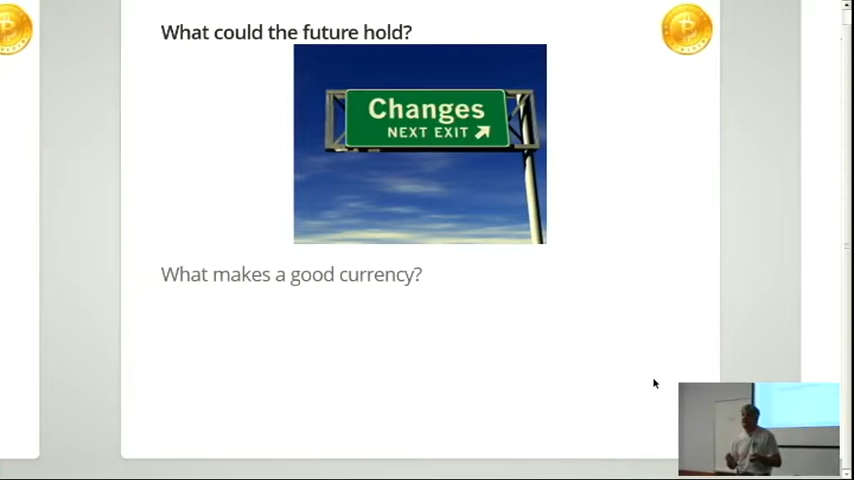 What could the future hold?
Changes
NEXT EXIT
What makes a good currency?